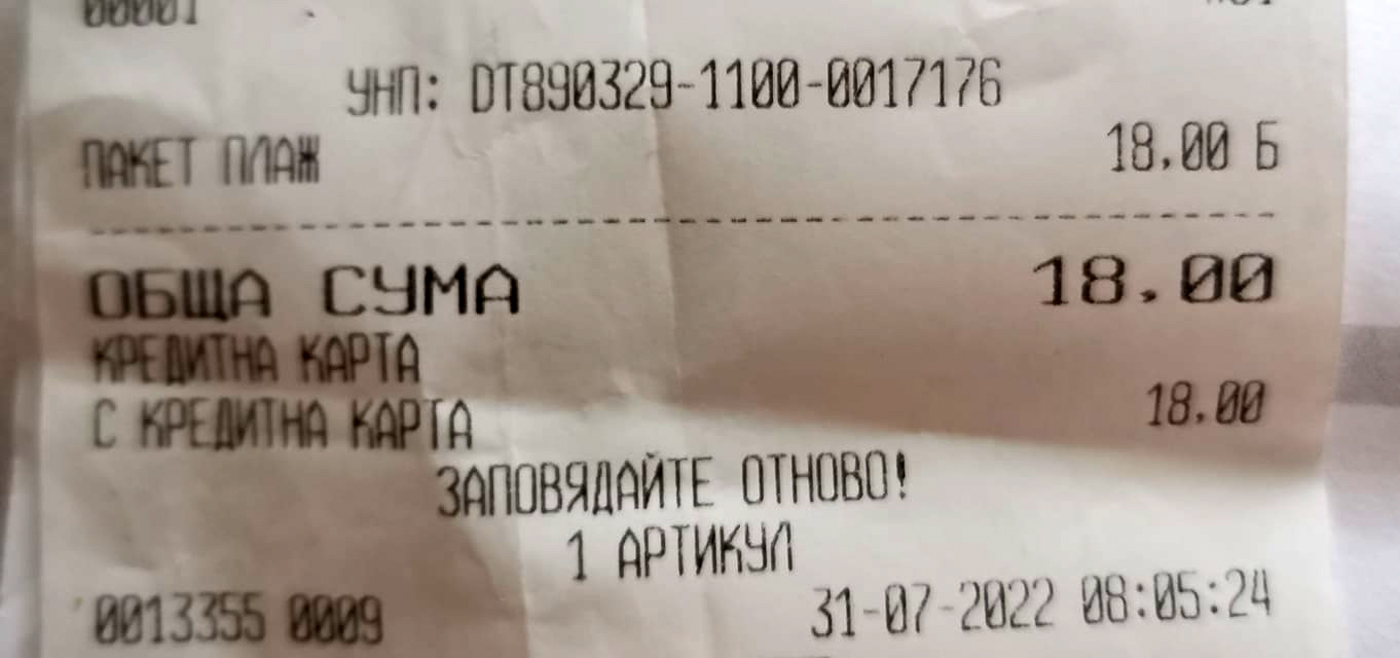 00001
УНП: DT890329-1100-0017176
ПАКЕТ ПЛАЖ 18.00 Б
ОБЩА СУМА 18.00
КРЕДИТНА КАРТА
С КРЕДИТНА КАРТА 18.00
ЗАПОВЯДАЙТЕ ОТНОВО!
1 АРТИКУЛ
0013355 0009 31-07-2022 08:05:24